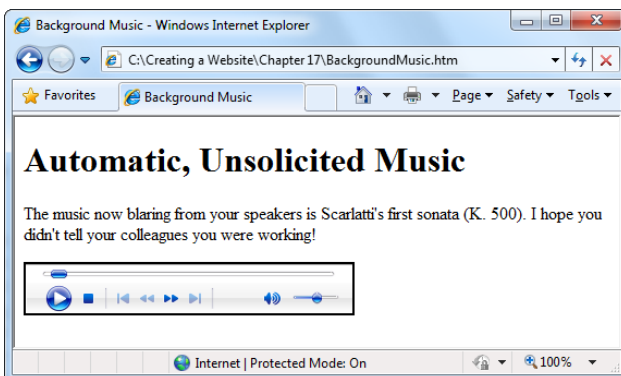 Background Music - Windows Internet Explorer
C:\Creating a Website\Chapter 17\BackgroundMusic.htm
Favorites Background Music Page Safety Tools
Automatic, Unsolicited Music
The music now blaring from your speakers is Scarlatti's first sonata (K. 500). I hope you
didn't tell your colleagues you were working!
Internet | Protected Mode: On 100%